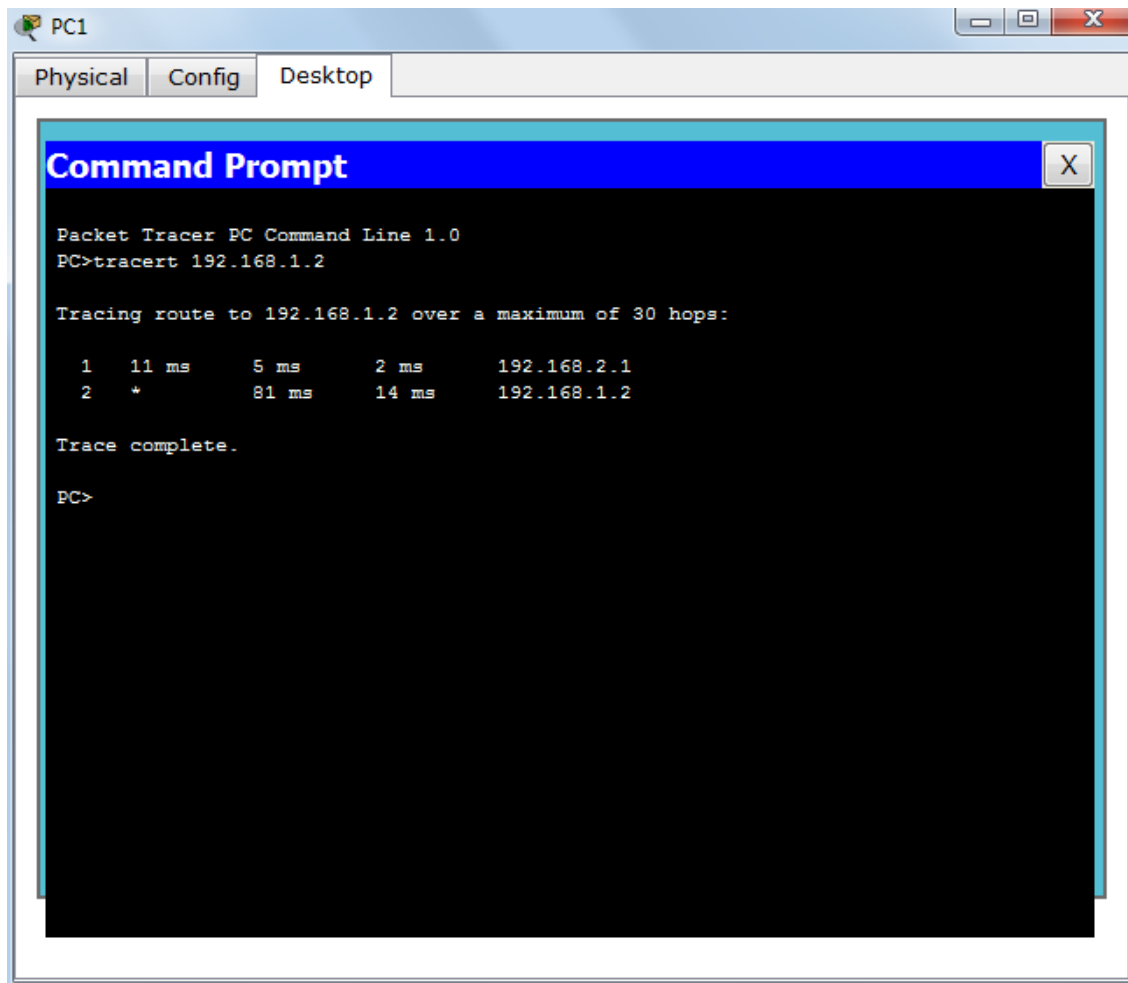 PC1
Physical Config Desktop
Command Prompt X
Packet Tracer PC Command Line 1.0
PC>tracert 192.168.1.2
Tracing route to 192.168.1.2 over a maximum of 30 hops:
1 11 ms 5 ms 2 ms 192.168.2.1
2 * 81 ms 14 ms 192.168.1.2
Trace complete.
PC>